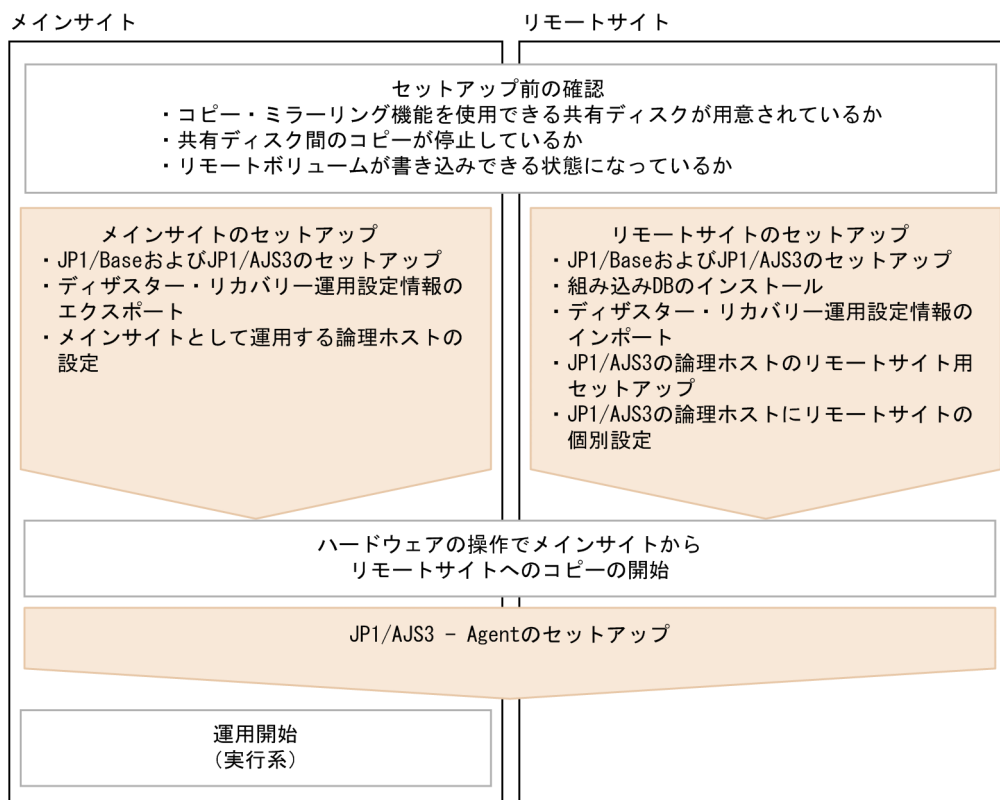 メインサイト
リモートサイト
セットアップ前の確認
・コピー・ミラーリング機能を使用できる共有ディスクが用意されているか
・共有ディスク間のコピーが停止しているか
・リモートボリュームが書き込みできる状態になっているか
メインサイトのセットアップ
・JP1/BaseおよびJP1/AJS3のセットアップ
・ディザスター・リカバリー運用設定情報の
エクスポート
・メインサイトとして運用する論理ホストの
設定
リモートサイトのセットアップ
・JP1/BaseおよびJP1/AJS3のセットアップ
・組み込みDBのインストール
・ディザスター・リカバリー運用設定情報の
インポート
・JP1/AJS3の論理ホストのリモートサイト用
セットアップ
・JP1/AJS3の論理ホストにリモートサイトの
個別設定
ハードウェアの操作でメインサイトから
リモートサイトへのコピーの開始
JP1/AJS3 － Agentのセットアップ
運用開始
（実行系）